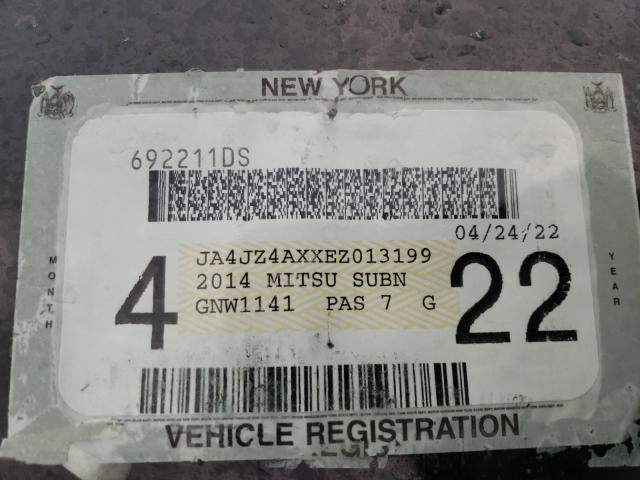 NEW YORK
692211DS
04/24/22
MONTH
4
JA4JZ4AXXEZ013199
2014 MITSU SUBN
GNW1141 PAS 7 G
22
YEAR
VEHICLE REGISTRATION